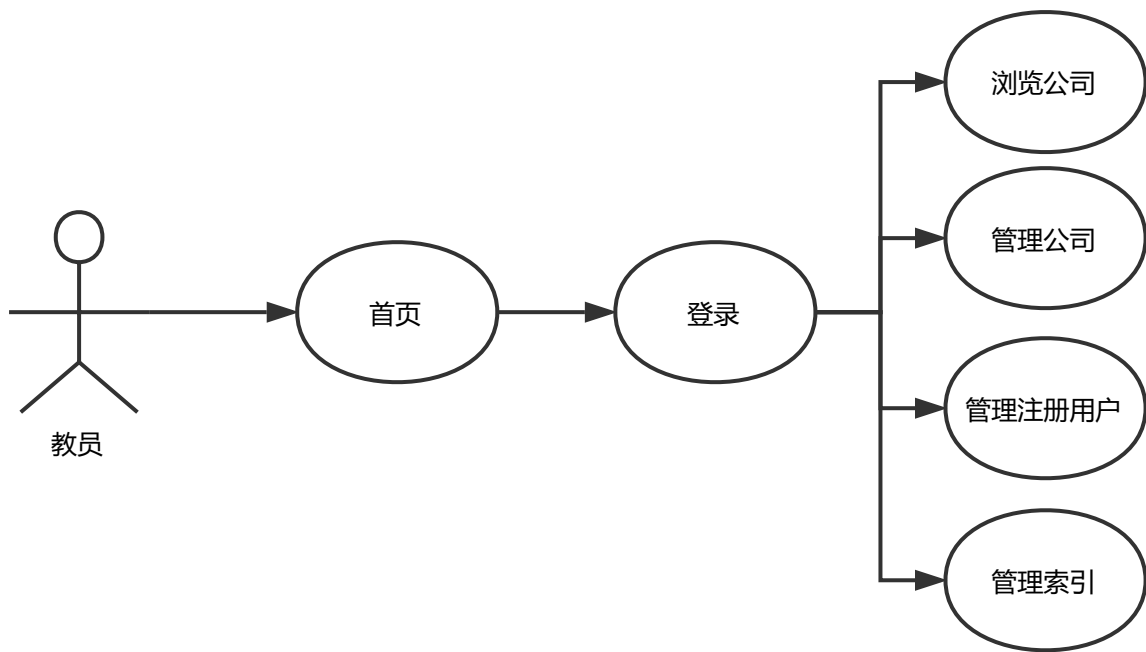 教员
首页
登录
浏览公司
管理公司
管理注册用户
管理索引